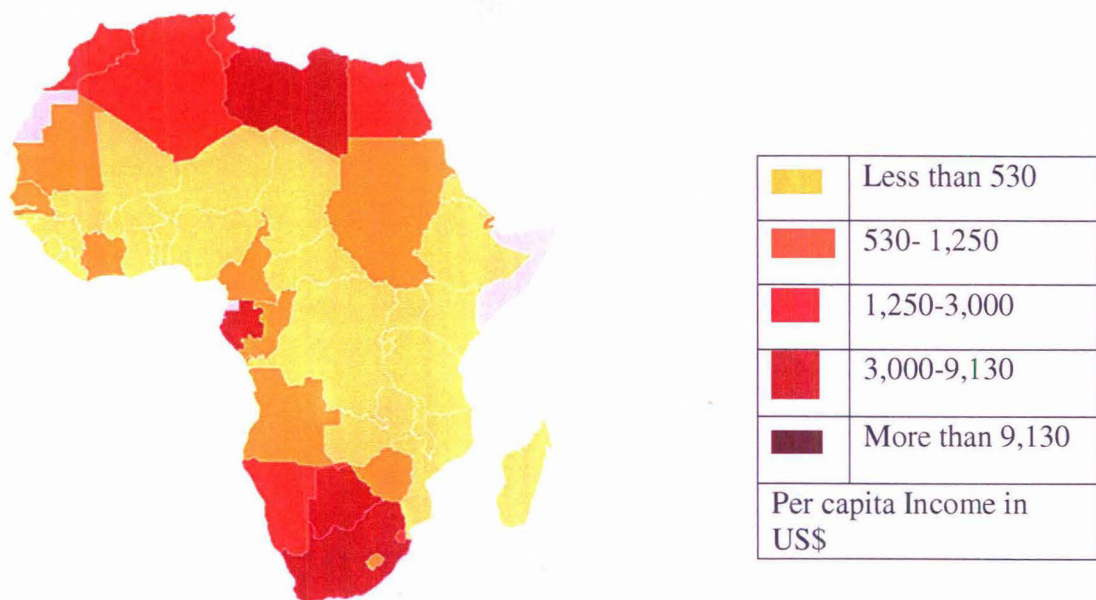 Less than 530
530- 1,250
1,250-3,000
3,000-9,130
More than 9,130
Per capita Income in
US$